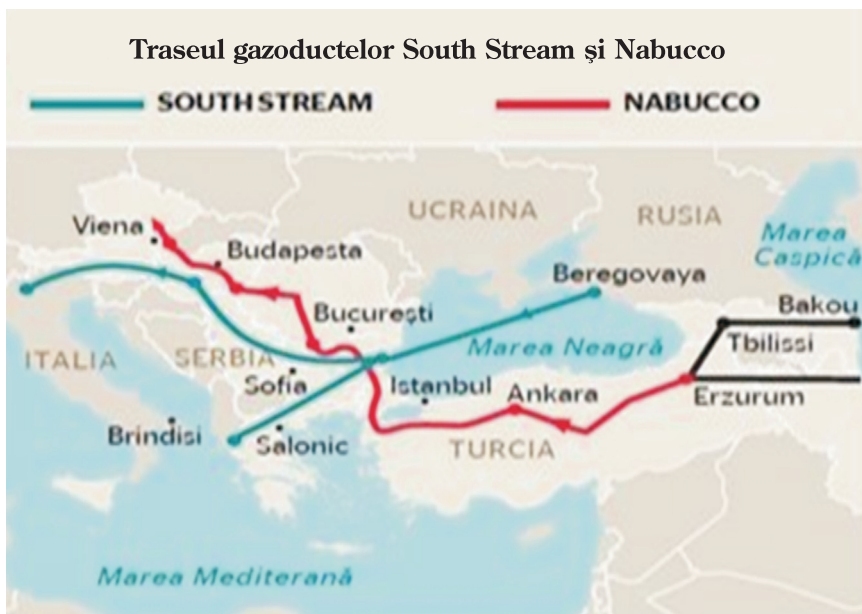 Traseul gazoductelor South Stream şi Nabucco
SOUTH STREAM NABUCCO
UCRAINA
RUSIA
Viena
Marea
Caspică
Budapesta
Beregovaya
Bakou
Bucureşti
Tbilissi
Marea Neagră
ITALIA
SERBIA
Sofia
Istanbul
Ankara
Erzurum
Brindisi
Salonic
TURCIA
Marea Mediterană